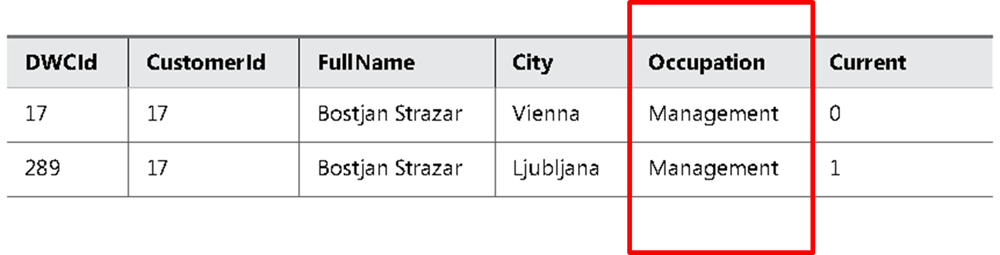 DWCId CustomerId FullName City Occupation Current
17 17 Bostjan Strazar Vienna Management 0
289 17 Bostjan Strazar Ljubljana Management 1